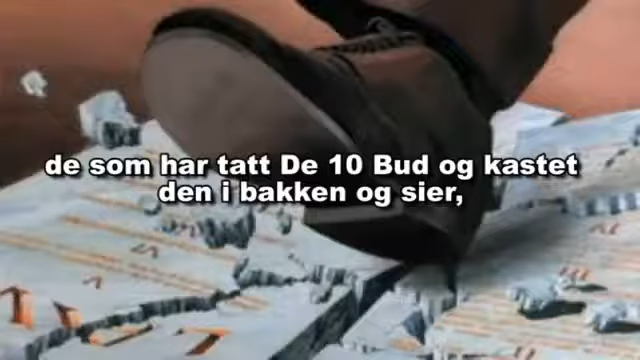 de som har tatt De 10 Bud og kastet
den i bakken og sier,